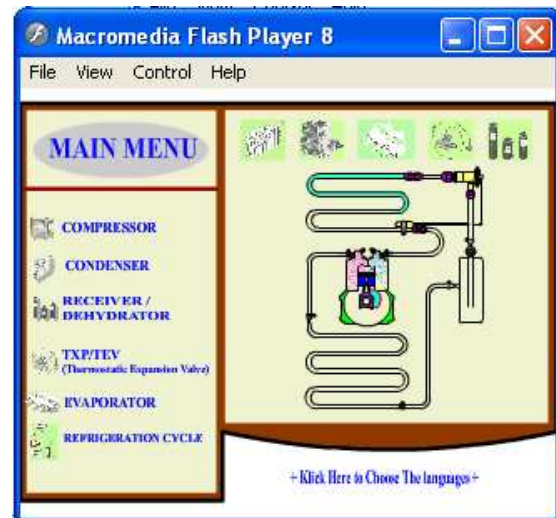 Macromedia Flash Player 8
File View Control Help
MAIN MENU
COMPRESSOR
CONDENSER
RECEIVER /
DEHYDRATOR
TXP/TEV
(Thermostatic Expansion Valve)
EVAPORATOR
REFRIGERATION CYCLE
÷ Klick Here to Choose The languages ÷